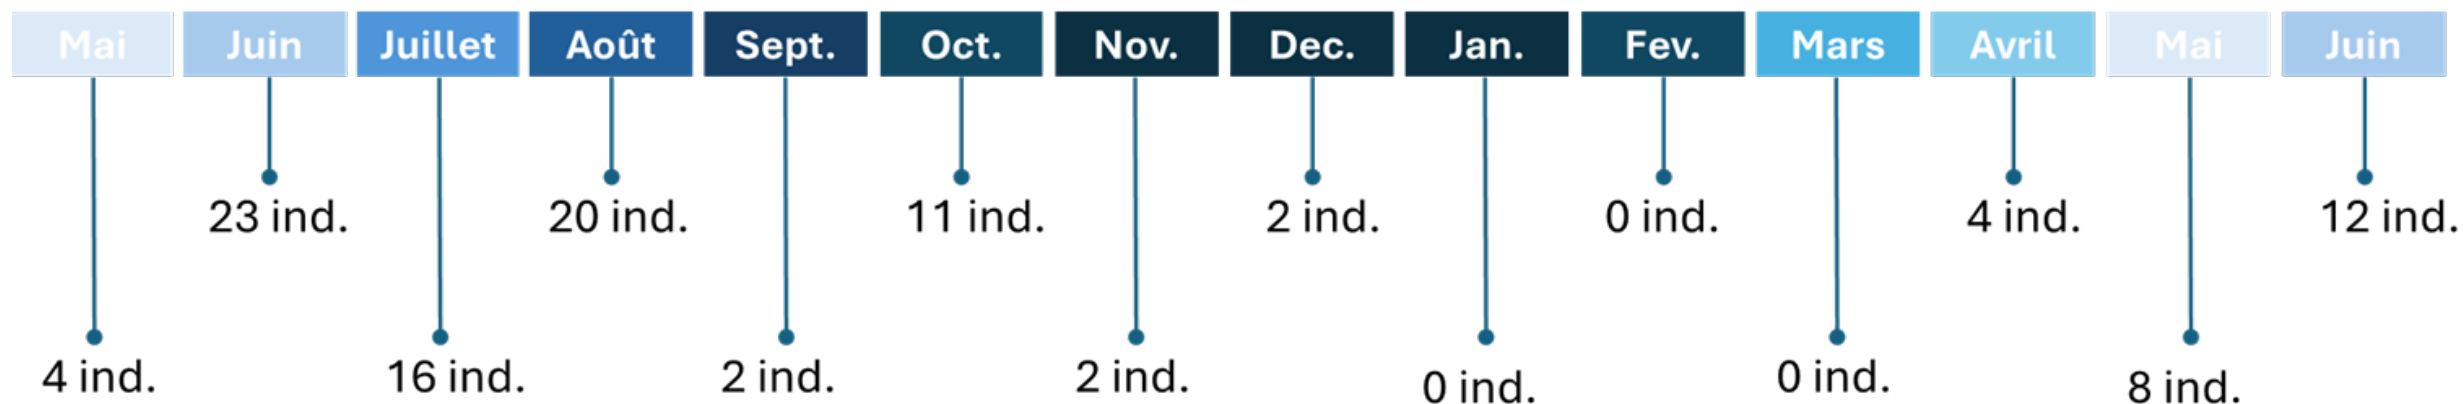 Mai Juin Juillet Août Sept. Oct. Nov. Dec. Jan. Fev. Mars Avril Mai Juin
23 ind. 20 ind. 11 ind. 2 ind. 0 ind. 4 ind. 12 ind.
4 ind. 16 ind. 2 ind. 2 ind. 0 ind. 0 ind. 8 ind.